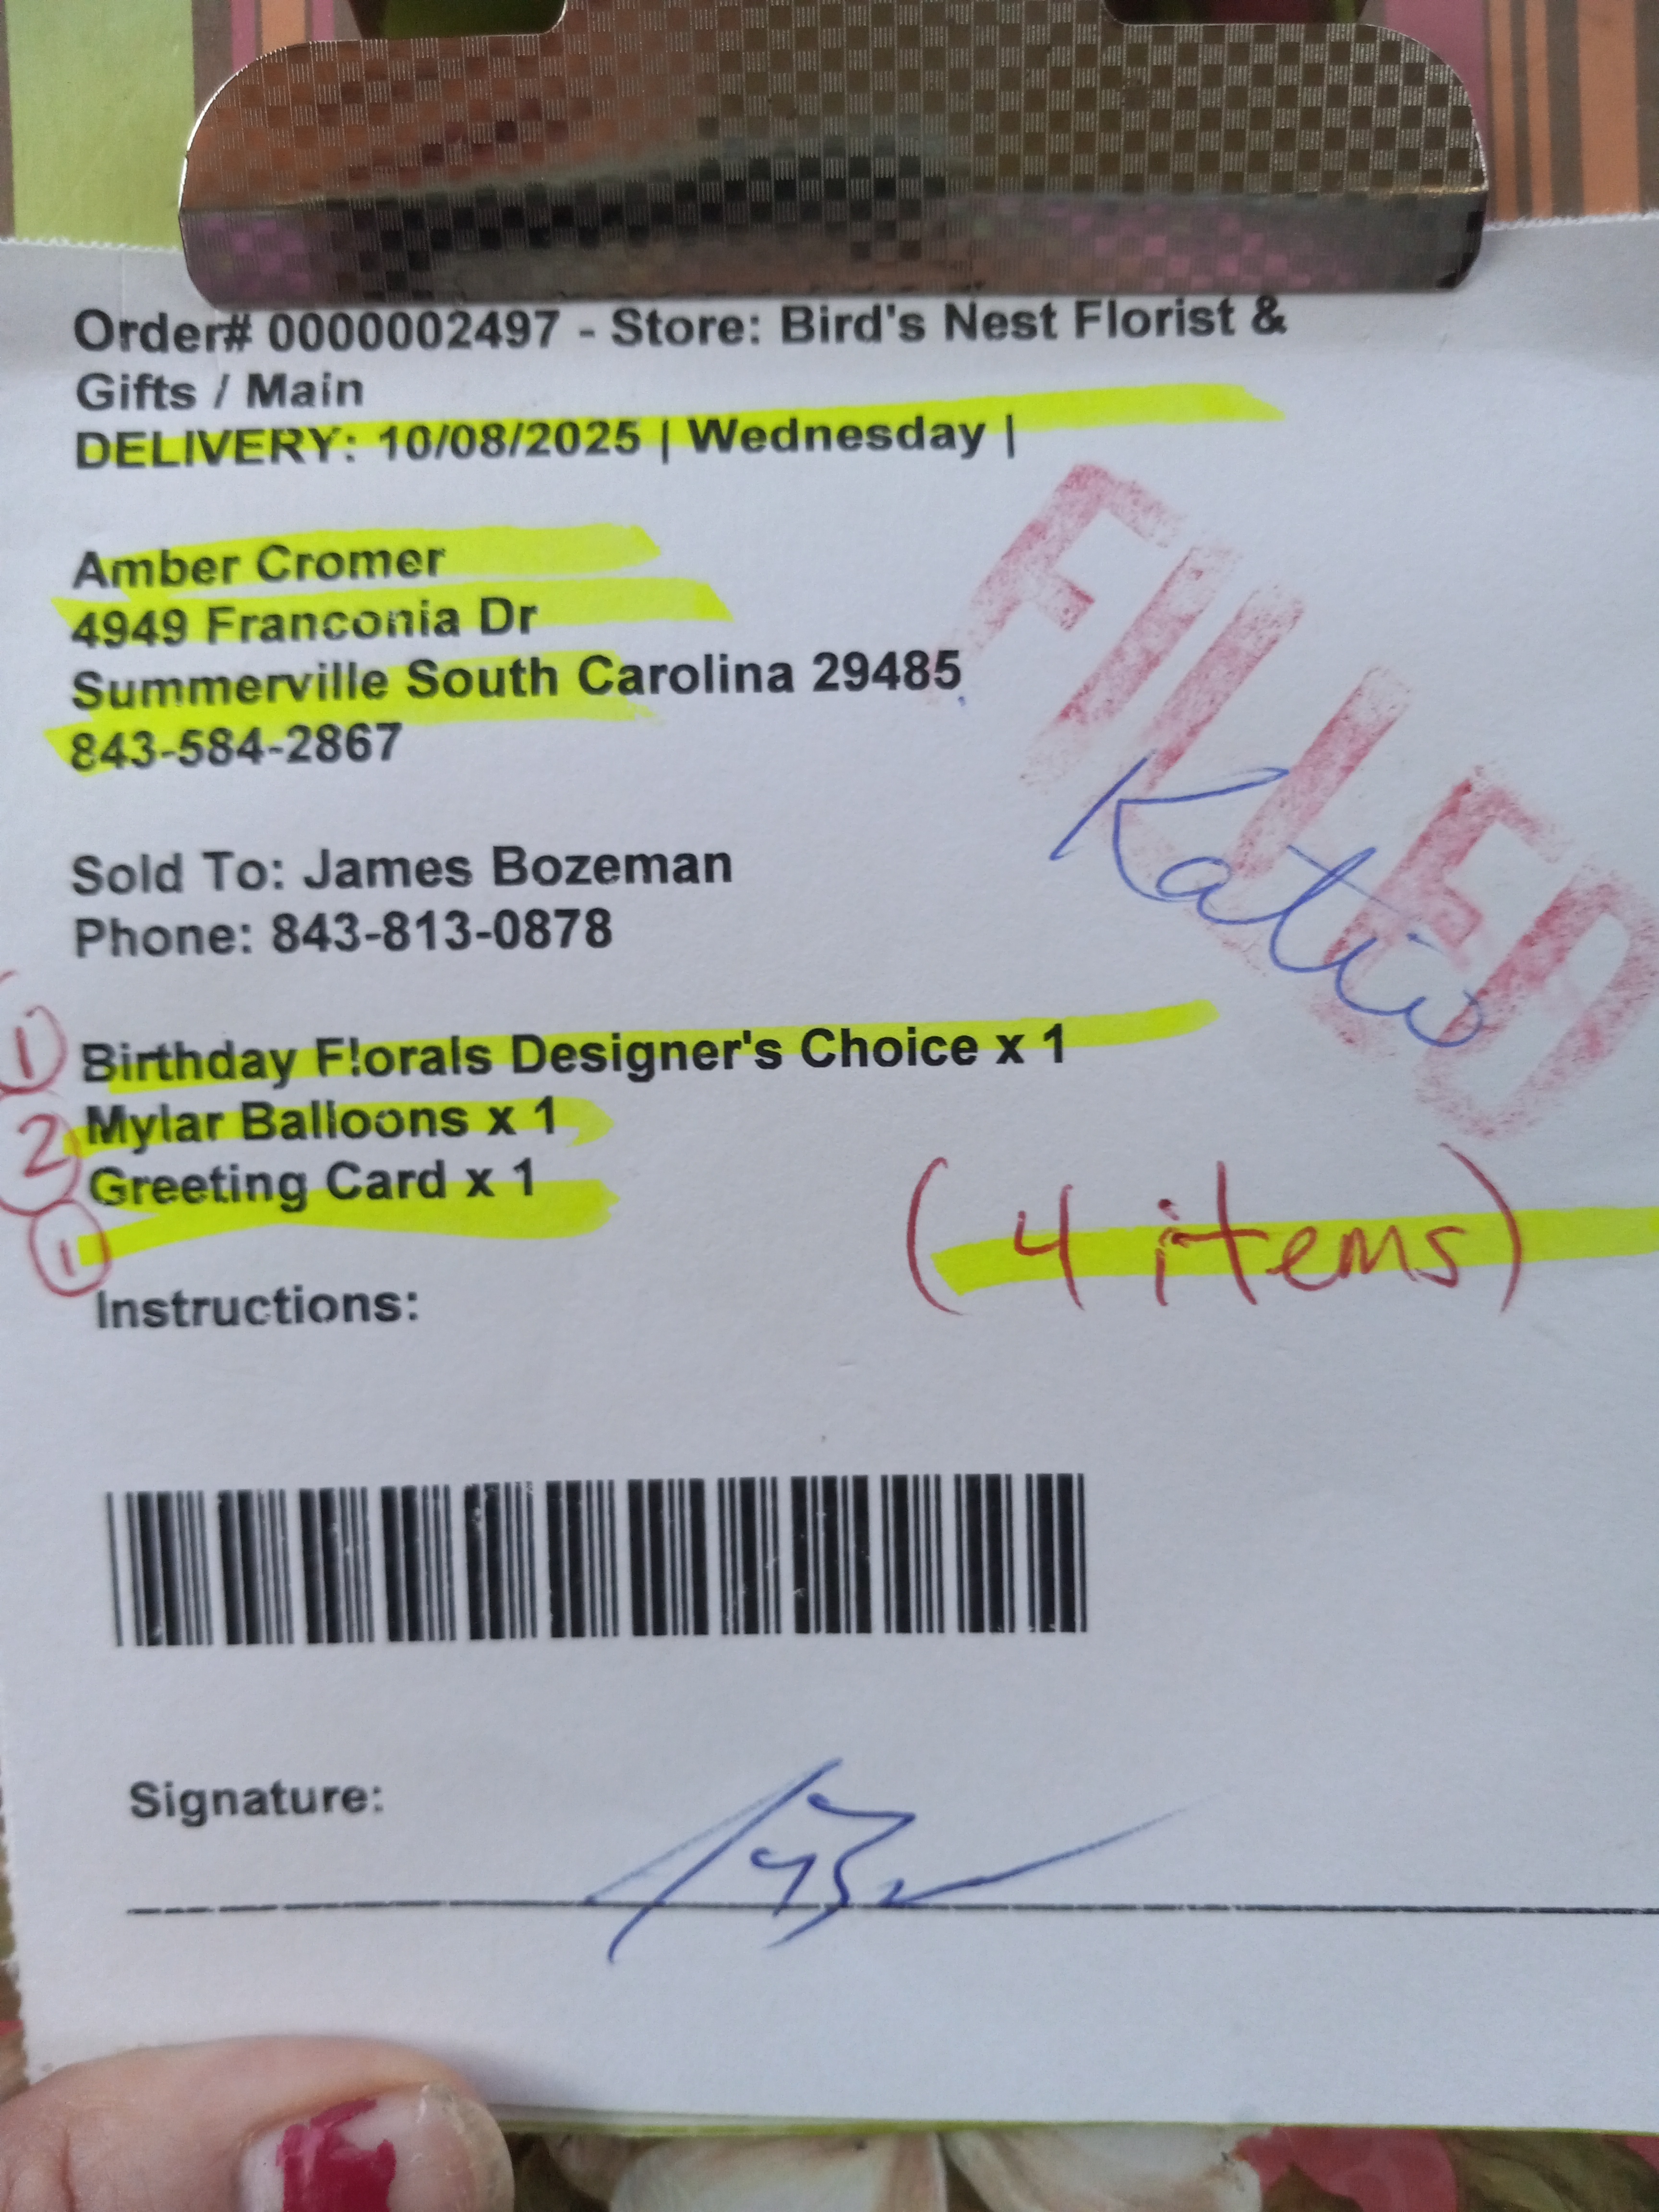 Order# 0000002497 - Store: Bird's Nest Florist &
Gifts / Main
DELIVERY: 10/08/2025 | Wednesday |
Amber Cromer
4949 Franconia Dr
Summerville South Carolina 29485
843-584-2867
FILLED
Katie
Sold To: James Bozeman
Phone: 843-813-0878
1 Birthday Florals Designer's Choice x 1
2 Mylar Balloons x 1
Greeting Card x 1
1
(4 items)
Instructions:
Signature: